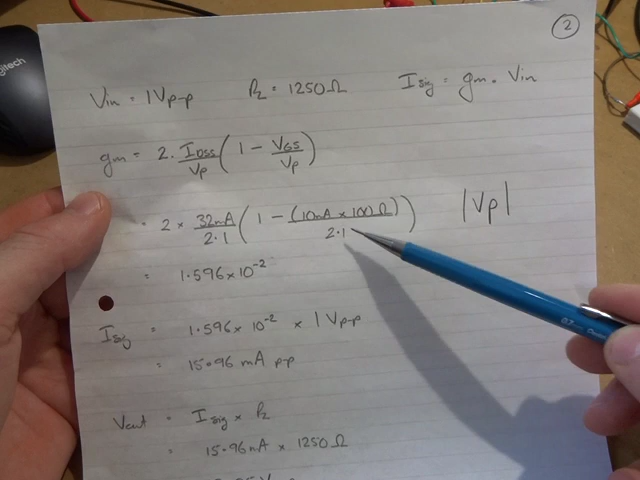 2
Vin = 1Vp-p    R2 = 1250Ω    Isig = gm · Vin
gm = 2 · IDSS/Vp (1 - VGS/Vp)
= 2 × 32mA/2.1 (1 - (10mA × 100Ω)/2.1)    |Vp|
= 1.596 × 10⁻²
Isig = 1.596 × 10⁻² × 1Vp-p
= 15.96 mA p-p
Vout = Isig × R2
= 15.96mA × 1250Ω